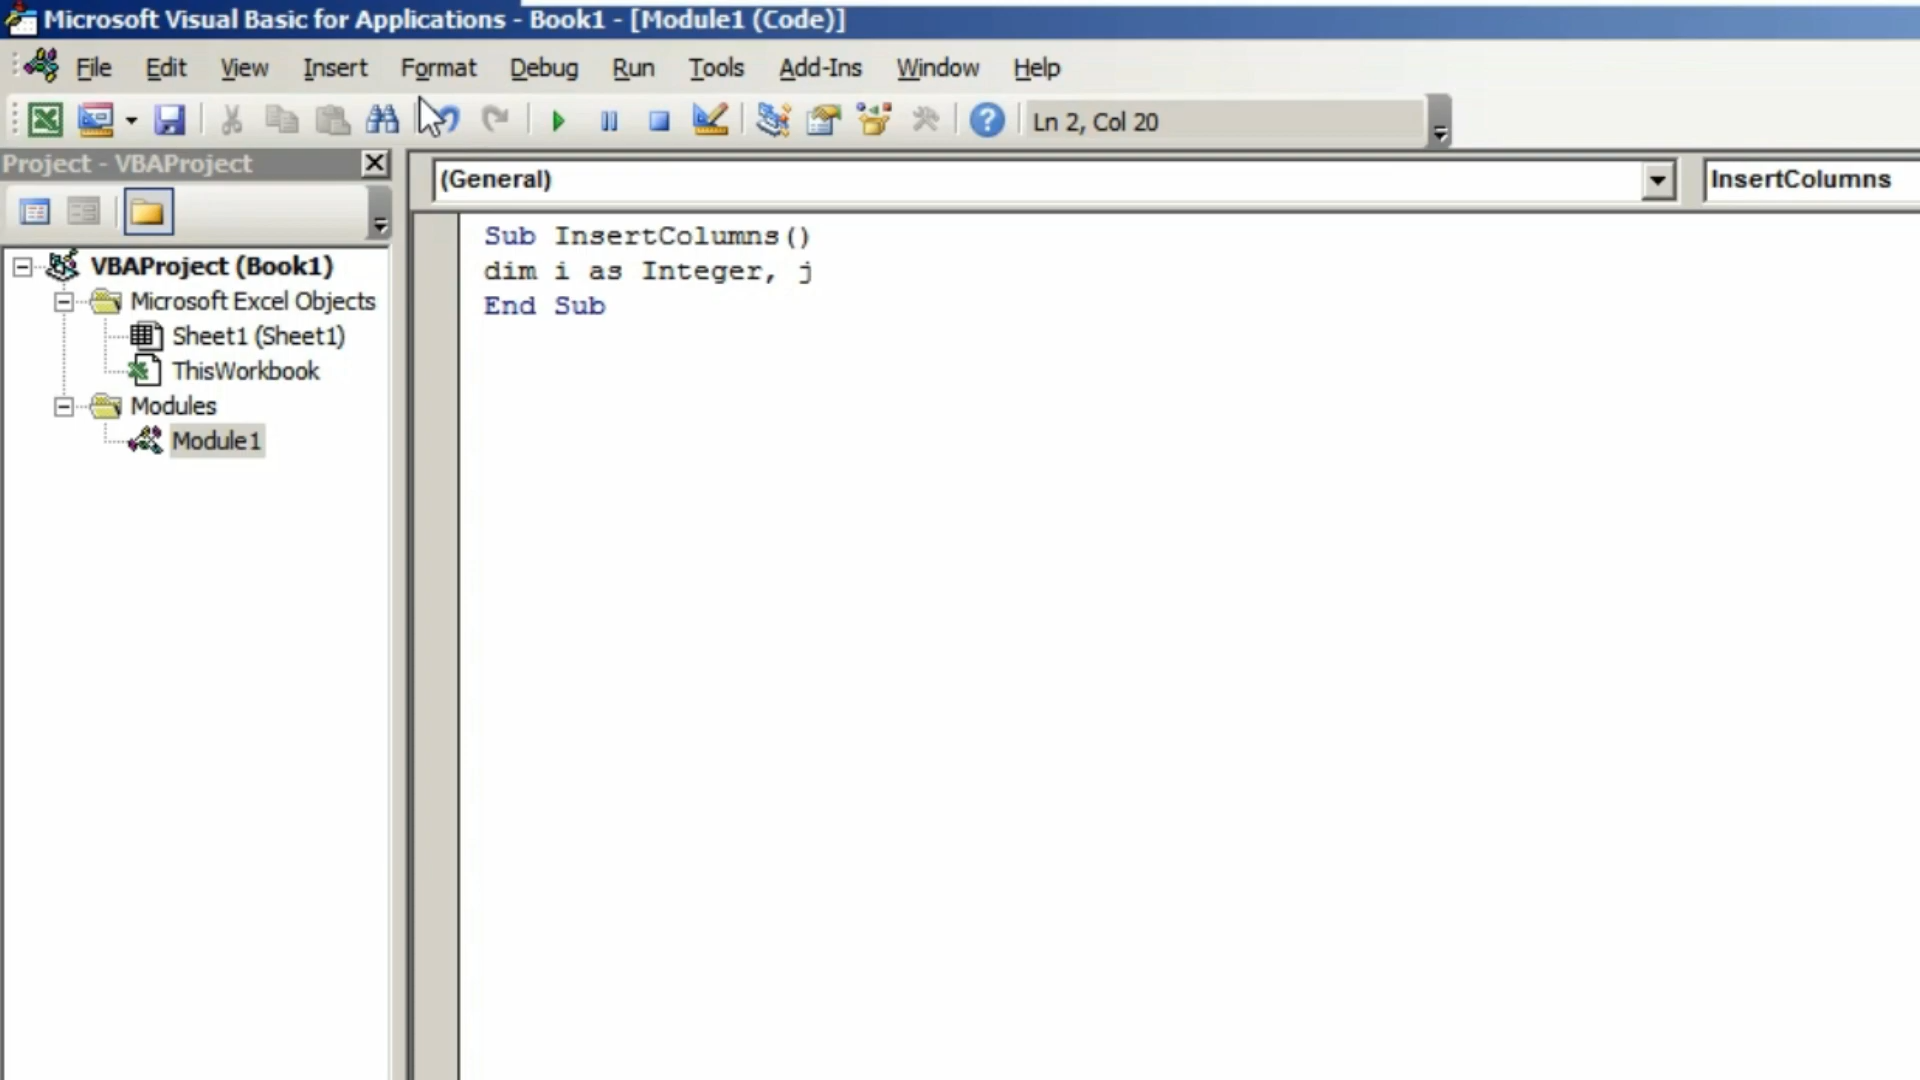 Microsoft Visual Basic for Applications - Book1 - [Module1 (Code)]
File Edit View Insert Format Debug Run Tools Add-Ins Window Help
Ln 2, Col 20
Project - VBAProject
(General)
InsertColumns
VBAProject (Book1)
Microsoft Excel Objects
Sheet1 (Sheet1)
ThisWorkbook
Modules
Module1
Sub InsertColumns()
dim i as Integer, j
End Sub